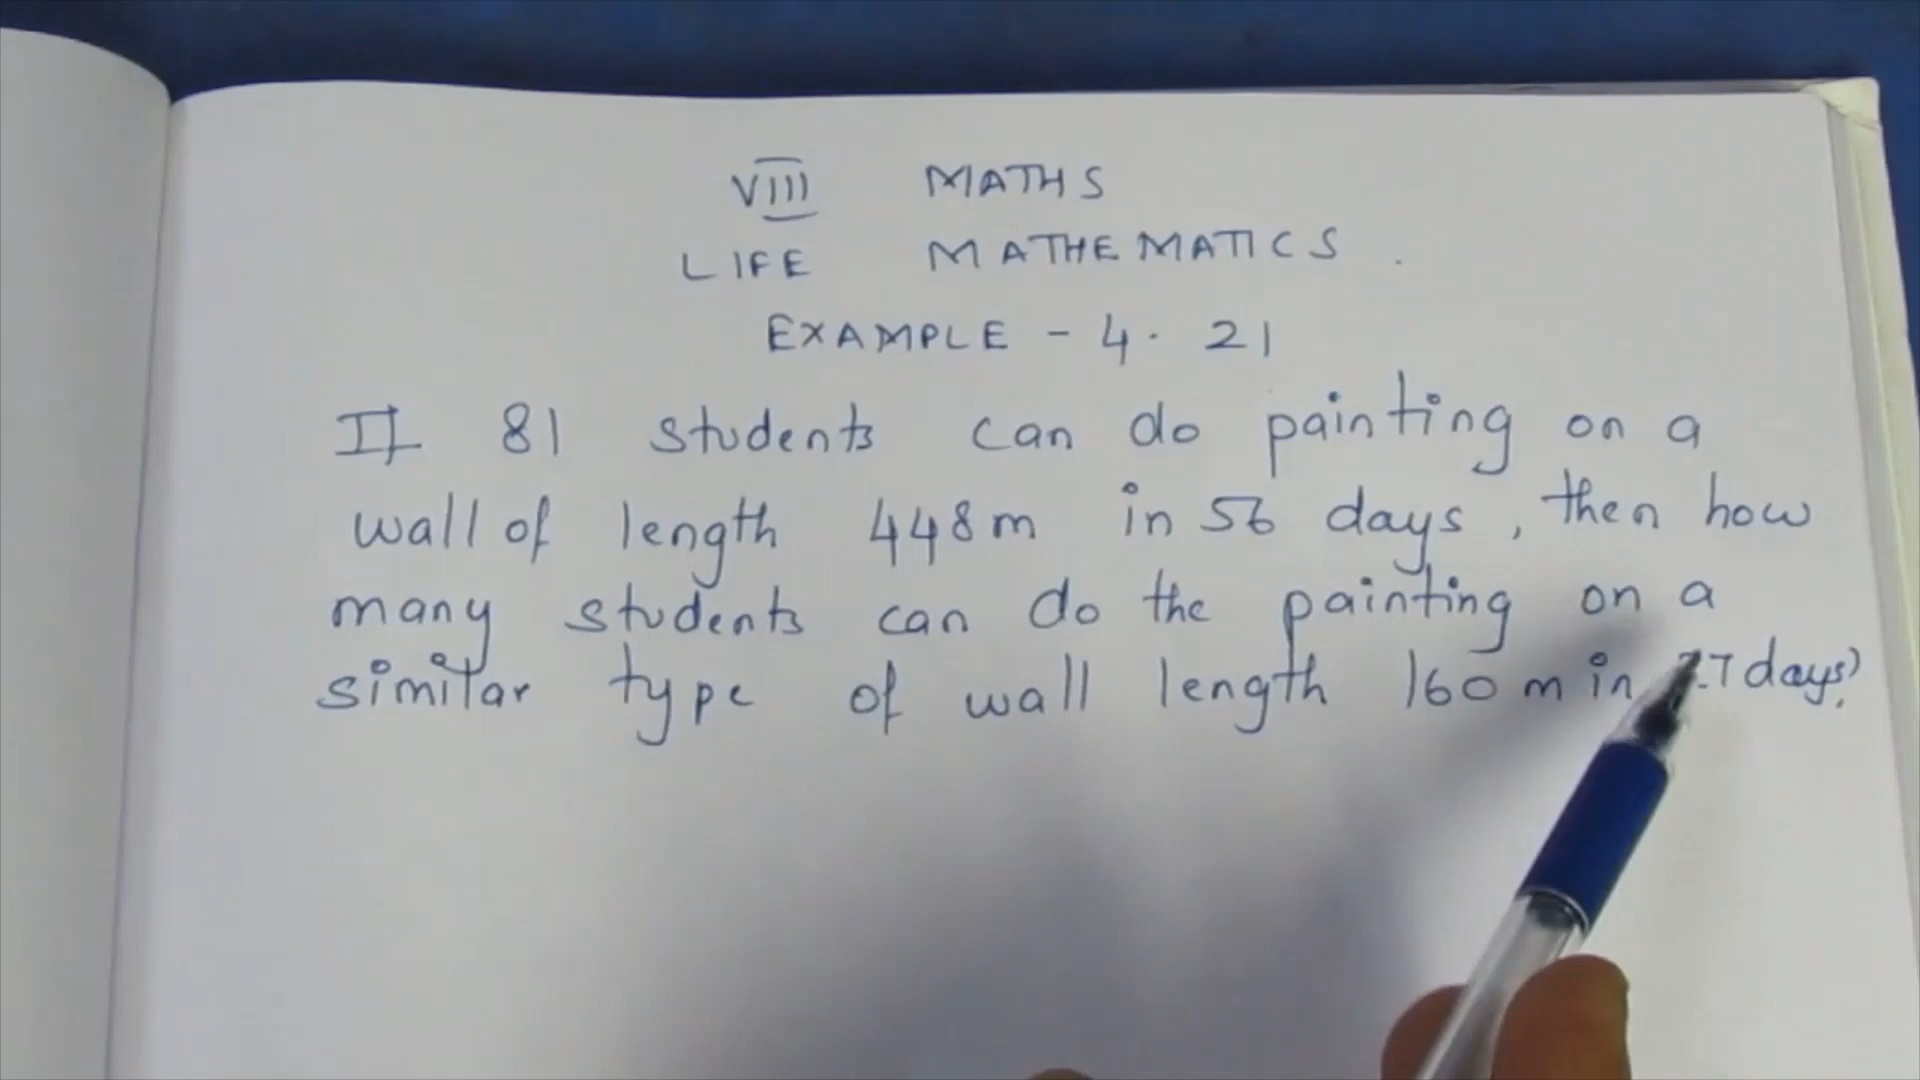 VIII MATHS
LIFE MATHEMATICS.
EXAMPLE - 4.21
If 81 students can do painting on a
wall of length 448m in 56 days, then how
many students can do the painting on a
similar type of wall length 160 m in days?